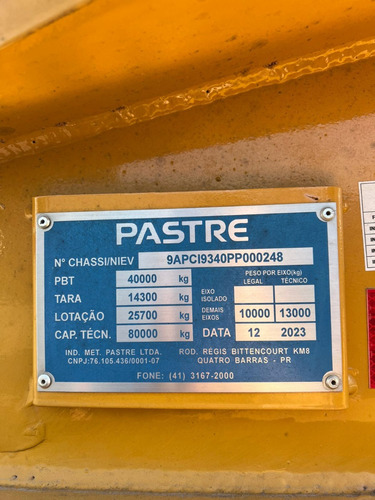 PASTRE
N° CHASSI/NIEV 9APCI9340PP000248
PBT 40000 kg
TARA 14300 kg
LOTAÇÃO 25700 kg
CAP. TÉCN. 80000 kg
PESO POR EIXO(kg)
LEGAL TÉCNICO
EIXO ISOLADO
DEMAIS EIXOS 10000 13000
DATA 12 2023
IND. MET. PASTRE LTDA. ROD. RÉGIS BITTENCOURT KM8
CNPJ:76.105.436/0001-07 QUATRO BARRAS - PR
FONE: (41) 3167-2000